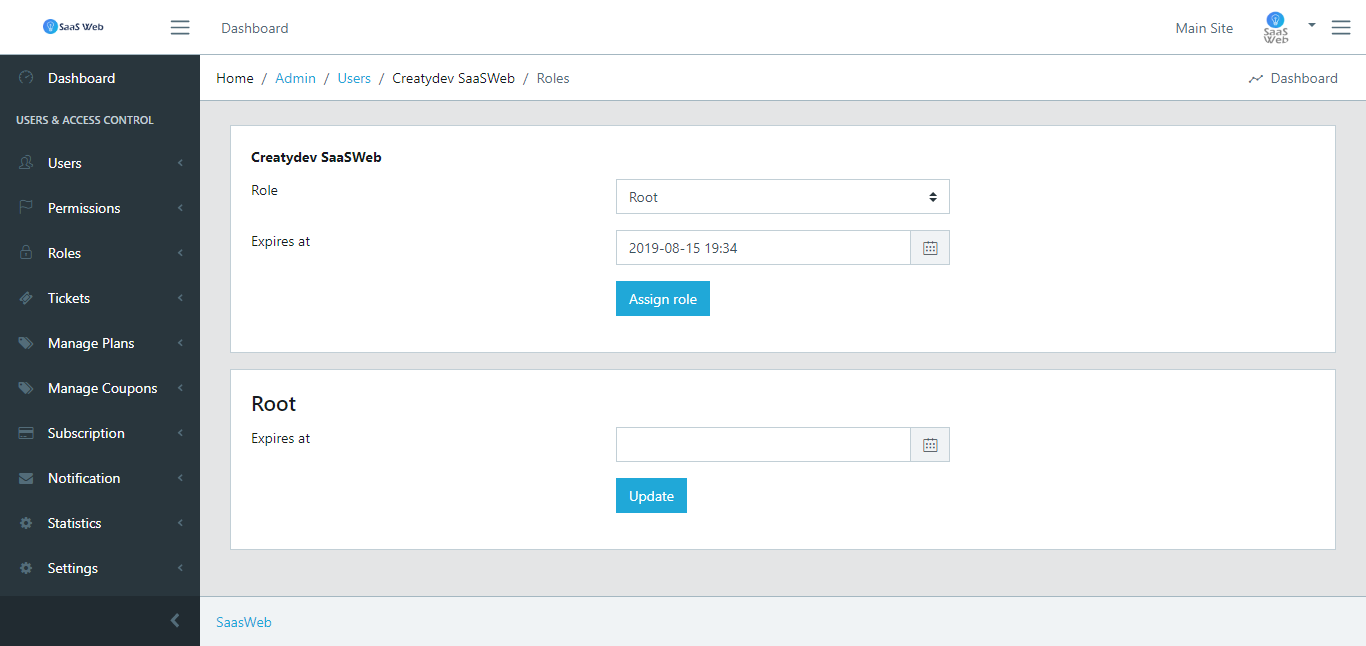 SaaS Web
Dashboard
Main Site
SaaS
Web
Dashboard
USERS & ACCESS CONTROL
Users
Permissions
Roles
Tickets
Manage Plans
Manage Coupons
Subscription
Notification
Statistics
Settings
Home / Admin / Users / Creatydev SaaSWeb / Roles
Dashboard
Creatydev SaaSWeb
Role
Root
Expires at
2019-08-15 19:34
Assign role
Root
Expires at
Update
SaasWeb